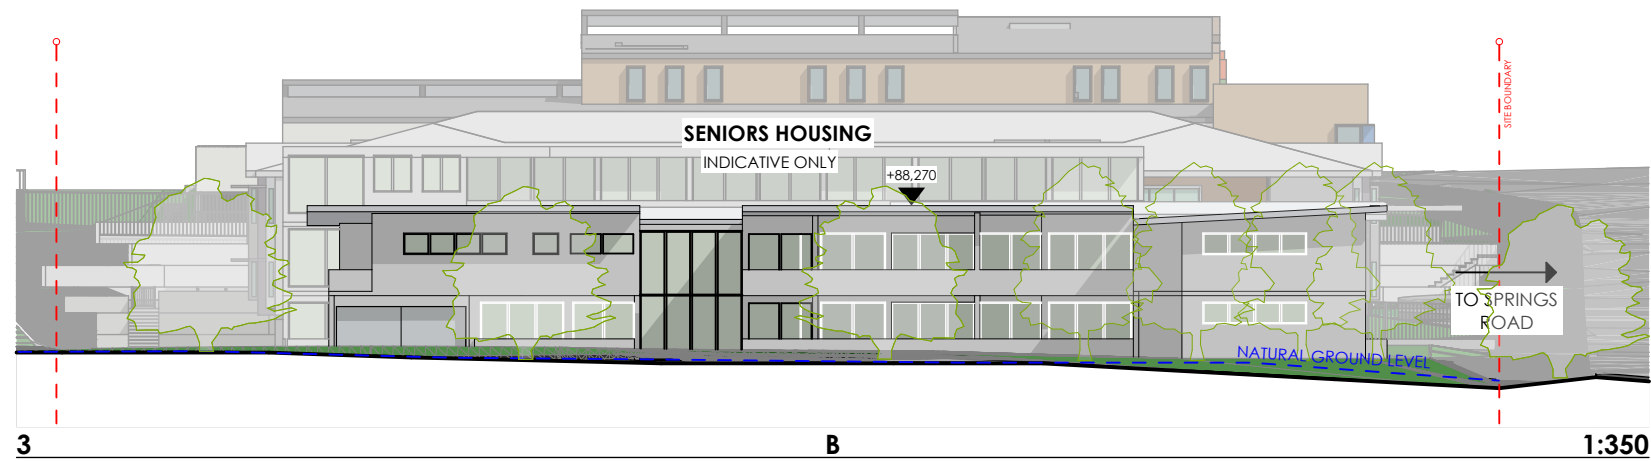 SENIORS HOUSING
INDICATIVE ONLY
+88,270
SITE BOUNDARY
TO SPRINGS
ROAD
NATURAL GROUND LEVEL
3
B
1:350